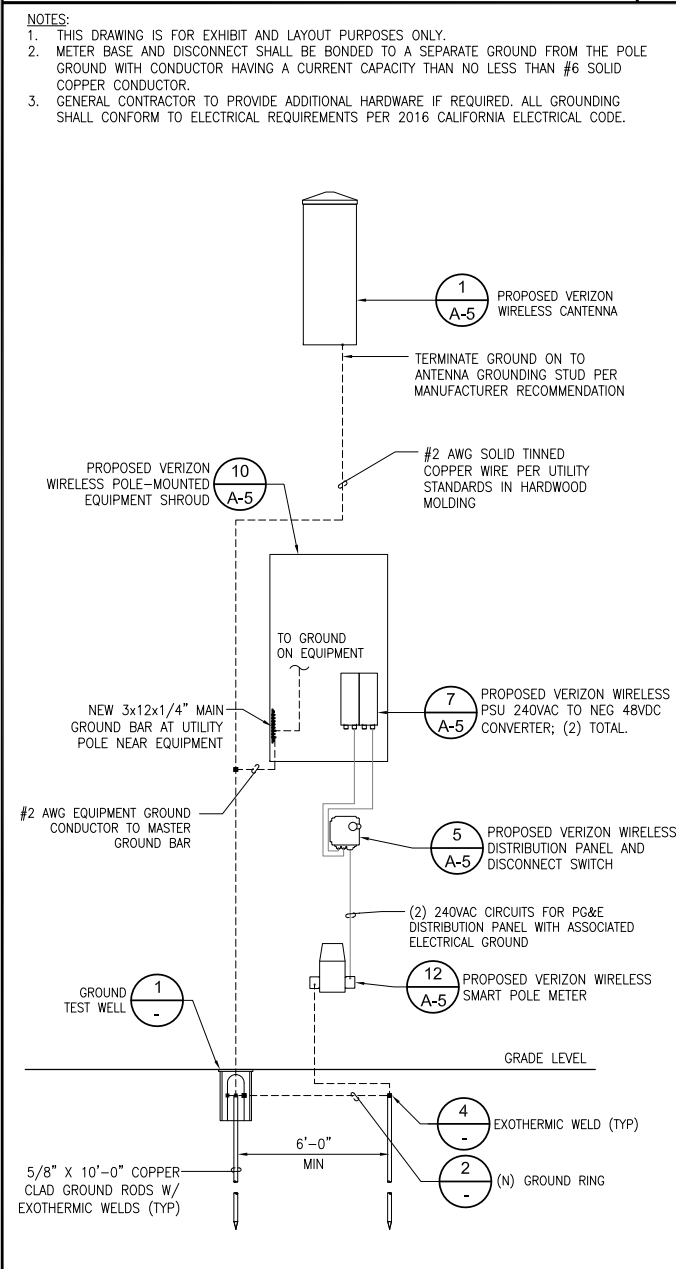 NOTES:
1. THIS DRAWING IS FOR EXHIBIT AND LAYOUT PURPOSES ONLY.
2. METER BASE AND DISCONNECT SHALL BE BONDED TO A SEPARATE GROUND FROM THE POLE
GROUND WITH CONDUCTOR HAVING A CURRENT CAPACITY THAN NO LESS THAN #6 SOLID
COPPER CONDUCTOR.
3. GENERAL CONTRACTOR TO PROVIDE ADDITIONAL HARDWARE IF REQUIRED. ALL GROUNDING
SHALL CONFORM TO ELECTRICAL REQUIREMENTS PER 2016 CALIFORNIA ELECTRICAL CODE.
1
A-5
PROPOSED VERIZON
WIRELESS CANTENNA
TERMINATE GROUND ON TO
ANTENNA GROUNDING STUD PER
MANUFACTURER RECOMMENDATION
#2 AWG SOLID TINNED
COPPER WIRE PER UTILITY
STANDARDS IN HARDWOOD
MOLDING
PROPOSED VERIZON
WIRELESS POLE-MOUNTED
EQUIPMENT SHROUD
10
A-5
TO GROUND
ON EQUIPMENT
NEW 3x12x1/4" MAIN
GROUND BAR AT UTILITY
POLE NEAR EQUIPMENT
7
A-5
PROPOSED VERIZON WIRELESS
PSU 240VAC TO NEG 48VDC
CONVERTER; (2) TOTAL.
#2 AWG EQUIPMENT GROUND
CONDUCTOR TO MASTER
GROUND BAR
5
A-5
PROPOSED VERIZON WIRELESS
DISTRIBUTION PANEL AND
DISCONNECT SWITCH
(2) 240VAC CIRCUITS FOR PG&E
DISTRIBUTION PANEL WITH ASSOCIATED
ELECTRICAL GROUND
12
A-5
PROPOSED VERIZON WIRELESS
SMART POLE METER
GROUND
TEST WELL
1
-
GRADE LEVEL
4
-
EXOTHERMIC WELD (TYP)
6'-0"
MIN
2
-
(N) GROUND RING
5/8" X 10'-0" COPPER
CLAD GROUND RODS W/
EXOTHERMIC WELDS (TYP)